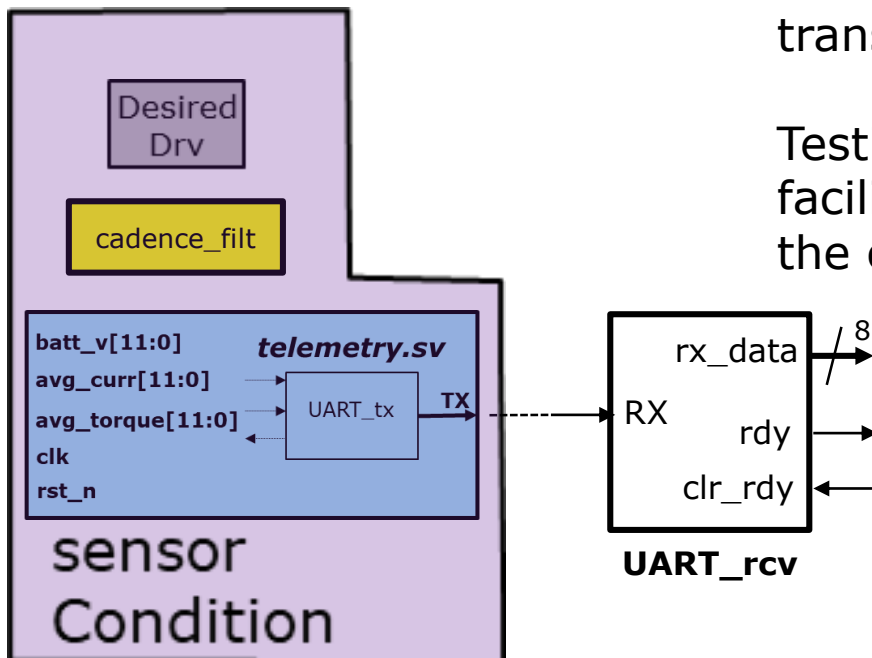 trans
Desired
Drv
Test
facil
the
cadence_filt
batt_v[11:0]
telemetry.sv
avg_curr[11:0]
avg_torque[11:0]
clk
rst_n
UART_tx
TX
RX
rx_data
8
rdy
clr_rdy
UART_rcv
sensor
Condition